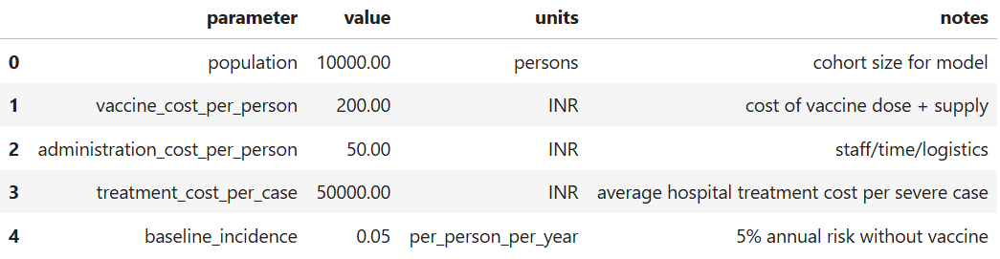 parameter value units notes
0 population 10000.00 persons cohort size for model
1 vaccine_cost_per_person 200.00 INR cost of vaccine dose + supply
2 administration_cost_per_person 50.00 INR staff/time/logistics
3 treatment_cost_per_case 50000.00 INR average hospital treatment cost per severe case
4 baseline_incidence 0.05 per_person_per_year 5% annual risk without vaccine